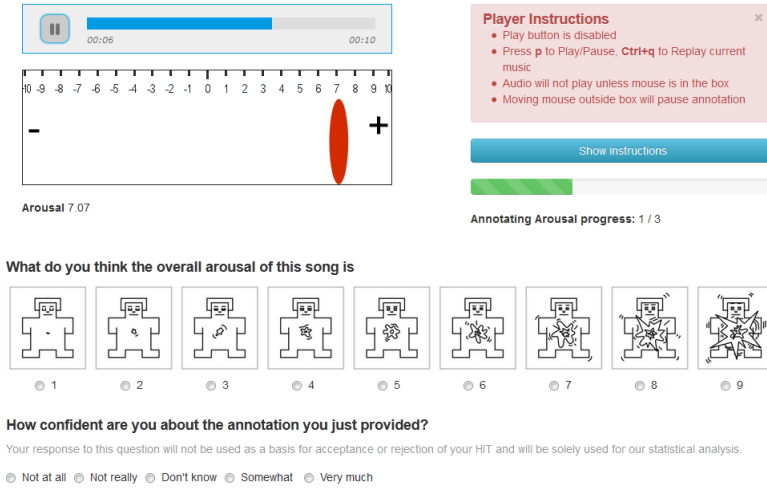 Player Instructions ×
• Play button is disabled
• Press p to Play/Pause, Ctrl+q to Replay current
music
• Audio will not play unless mouse is in the box
• Moving mouse outside box will pause annotation
00:06 00:10
-10 -9 -8 -7 -6 -5 -4 -3 -2 -1 0 1 2 3 4 5 6 7 8 9 10
- +
Show instructions
Arousal 7.07
Annotating Arousal progress: 1 / 3
What do you think the overall arousal of this song is
1 2 3 4 5 6 7 8 9
How confident are you about the annotation you just provided?
Your response to this question will not be used as a basis for acceptance or rejection of your HIT and will be solely used for our statistical analysis.
Not at all Not really Don't know Somewhat Very much